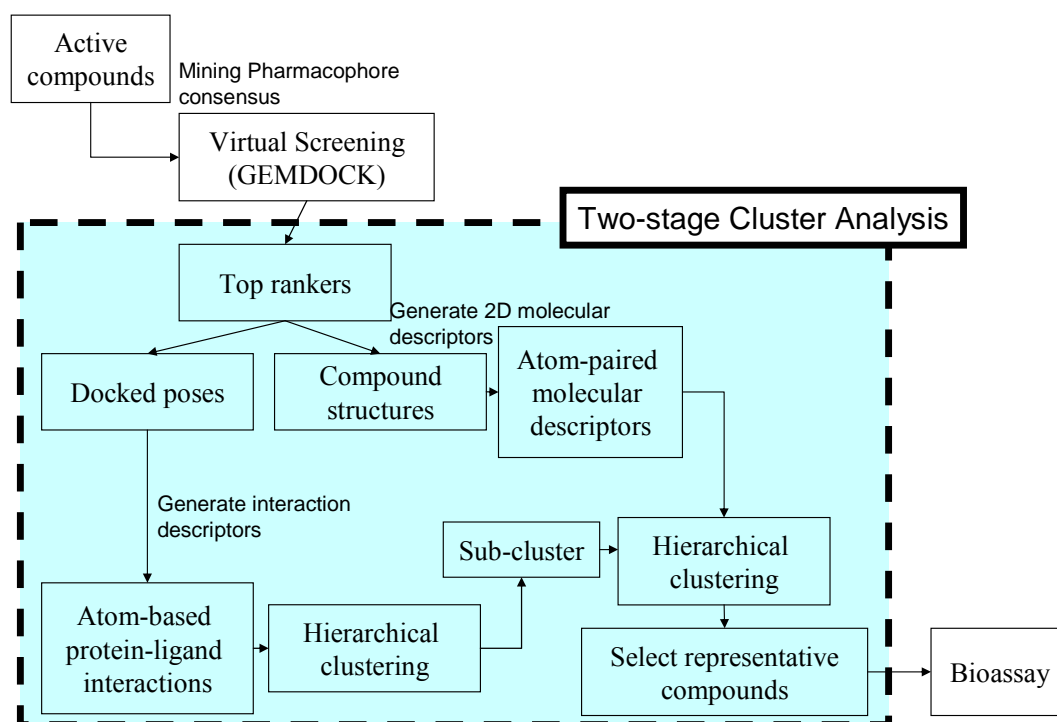 Active
compounds
Mining Pharmacophore
consensus
Virtual Screening
(GEMDOCK)
Two-stage Cluster Analysis
Top rankers
Generate 2D molecular
descriptors
Docked poses
Compound
structures
Atom-paired
molecular
descriptors
Generate interaction
descriptors
Sub-cluster
Hierarchical
clustering
Atom-based
protein-ligand
interactions
Hierarchical
clustering
Select representative
compounds
Bioassay